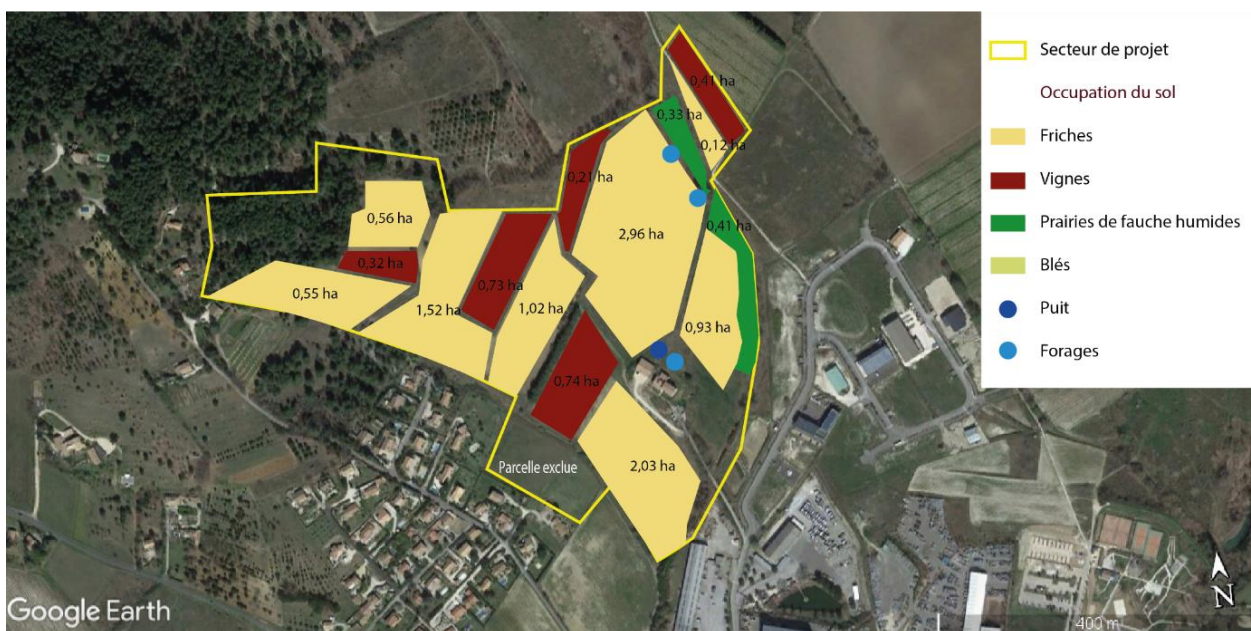 Secteur de projet
Occupation du sol
Friches
Vignes
Prairies de fauche humides
Blés
Puit
Forages
0,41 ha
0,33 ha
0,12 ha
0,21 ha
0,56 ha
0,41 ha
2,96 ha
0,32 ha
0,73 ha
0,55 ha
1,52 ha
1,02 ha
0,93 ha
0,74 ha
2,03 ha
Parcelle exclue
Google Earth
N
400 m